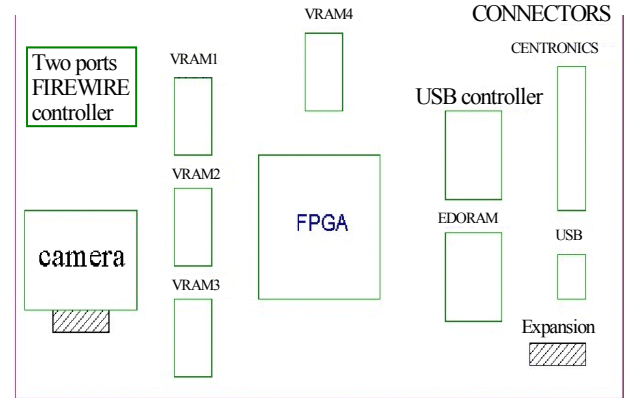 VRAM4
CONNECTORS
CENTRONICS
Two ports
FIREWIRE
controller
VRAM1
USB controller
VRAM2
FPGA
EDORAM
camera
USB
VRAM3
Expansion